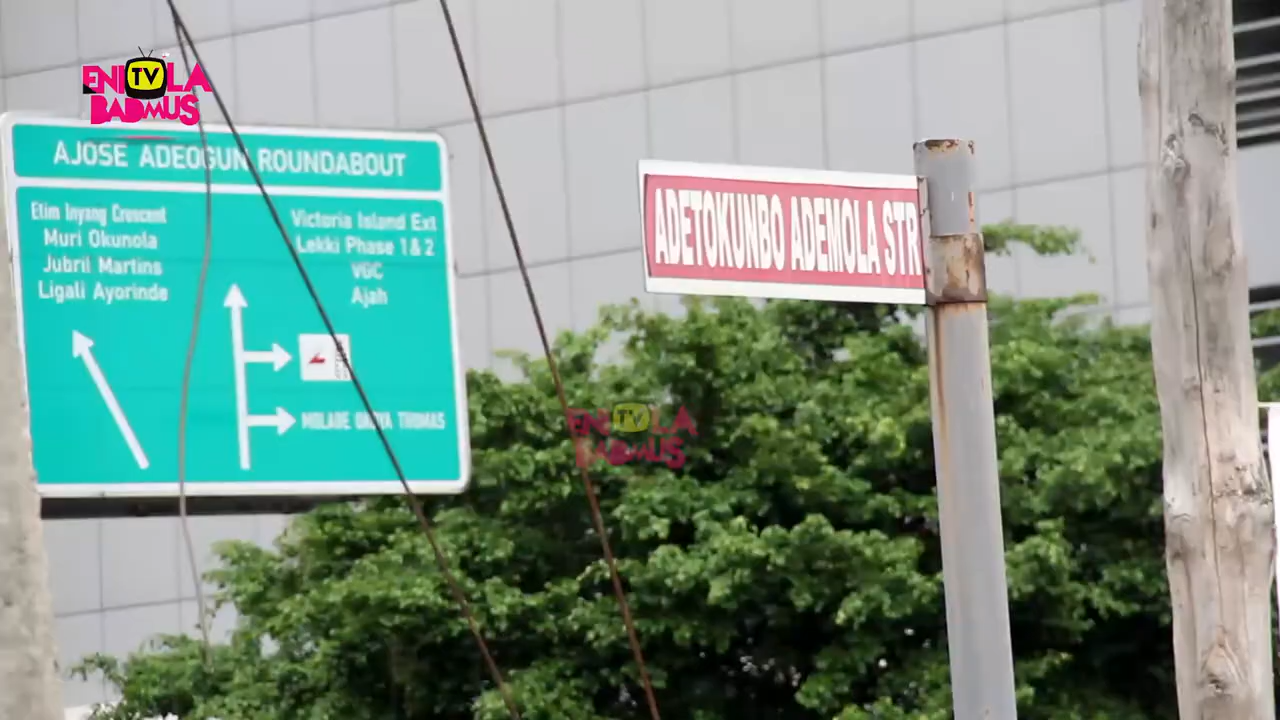 ENIOLA
TV
BADMUS
AJOSE ADEOGUN ROUNDABOUT
Etim Inyang Crescent
Muri Okunola
Jubril Martins
Ligali Ayorinde
Victoria Island Ext
Lekki Phase 1 & 2
VGC
Ajah
MOLADE OKOYA THOMAS
ADETOKUNBO ADEMOLA STR
ENIOLA
TV
BADMUS